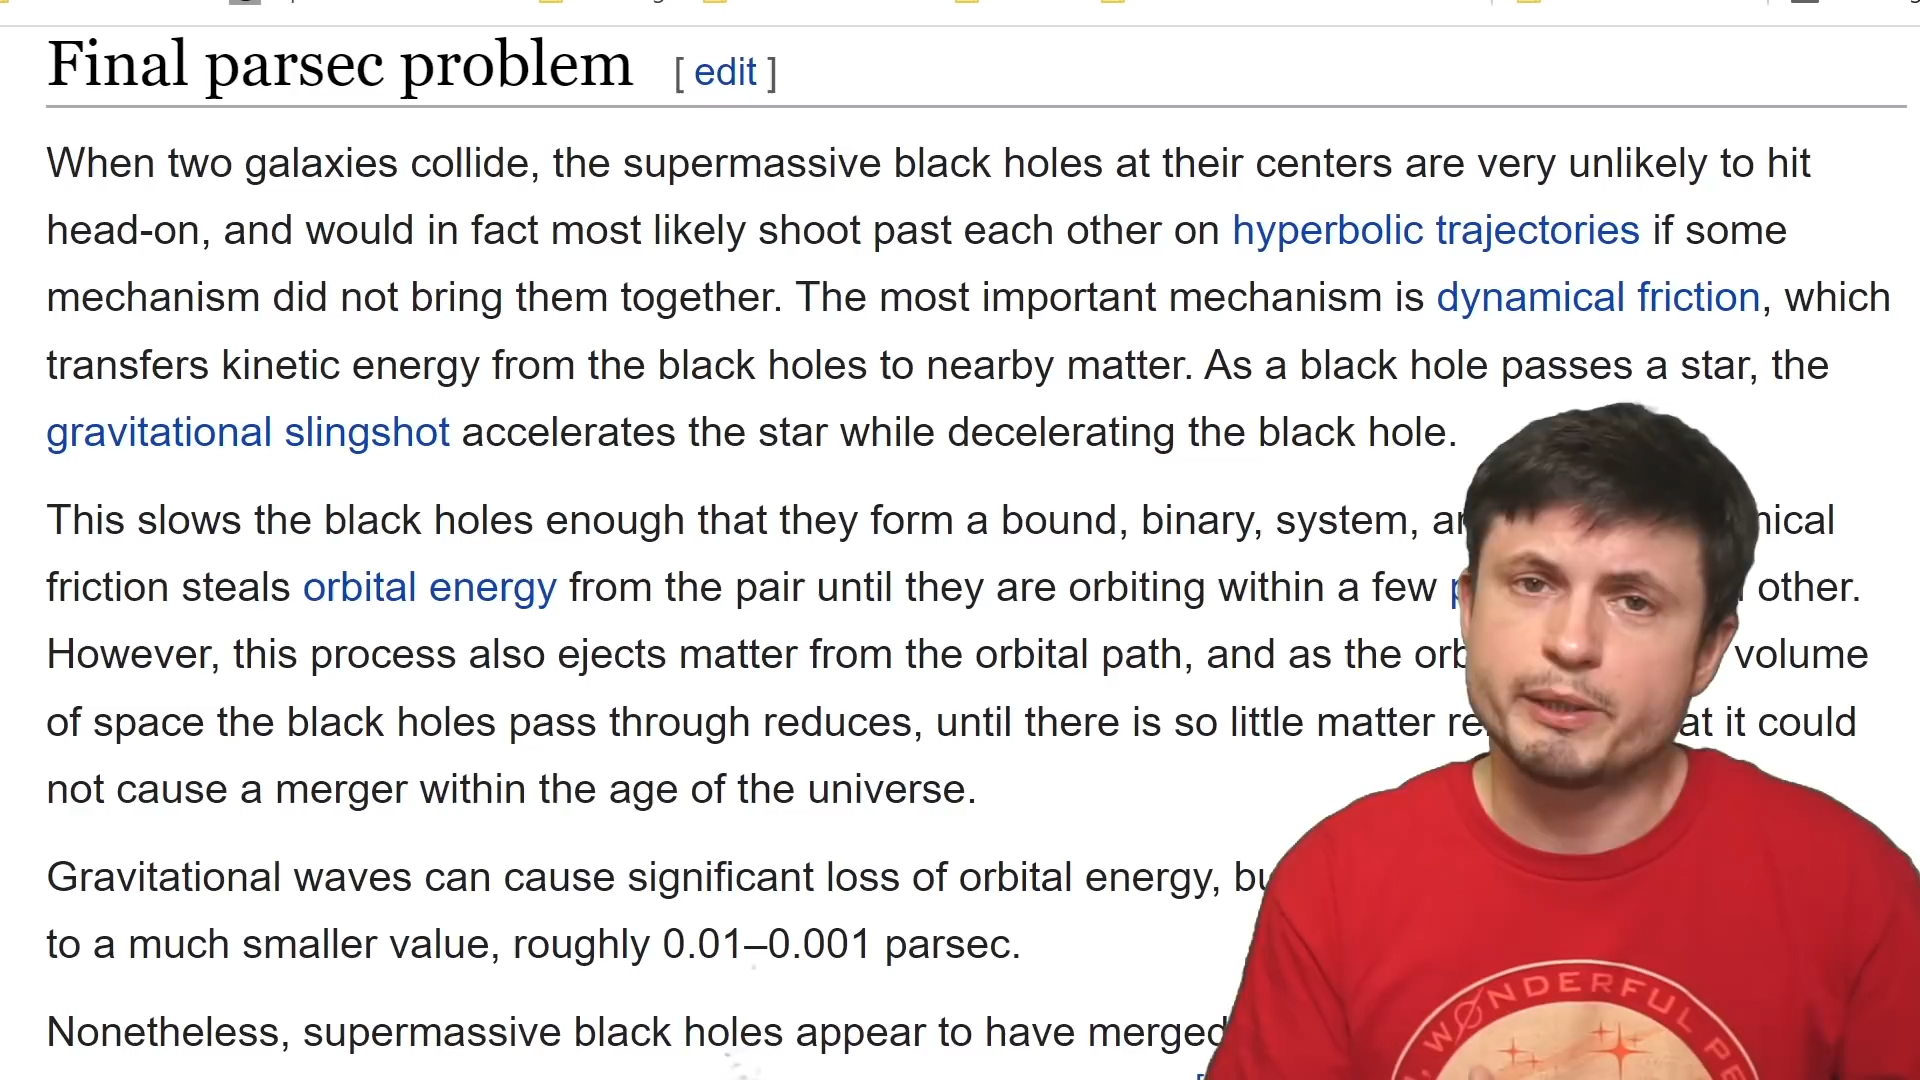 Final parsec problem [ edit ]
When two galaxies collide, the supermassive black holes at their centers are very unlikely to hit
head-on, and would in fact most likely shoot past each other on hyperbolic trajectories if some
mechanism did not bring them together. The most important mechanism is dynamical friction, which
transfers kinetic energy from the black holes to nearby matter. As a black hole passes a star, the
gravitational slingshot accelerates the star while decelerating the black hole.
This slows the black holes enough that they form a bound, binary, system,
friction steals orbital energy from the pair until they are orbiting within a few other.
However, this process also ejects matter from the orbital path, and as the volume
of space the black holes pass through reduces, until there is so little matter it could
not cause a merger within the age of the universe.
Gravitational waves can cause significant loss of orbital energy,
to a much smaller value, roughly 0.01–0.001 parsec.
Nonetheless, supermassive black holes appear to have merged
WØNDERFUL